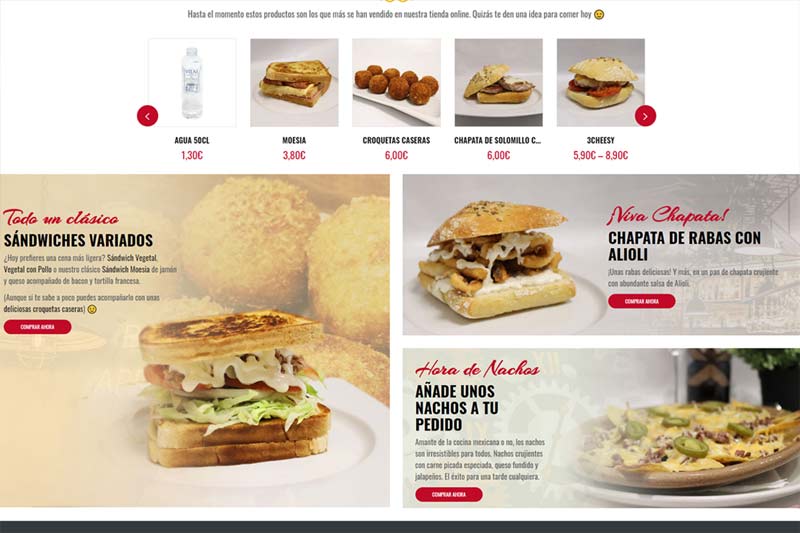 Hasta el momento estos productos son los que más se han vendido en nuestra tienda online. Quizás te den una idea para comer hoy
AGUA 50CL
1,30€
MOESIA
3,80€
CROQUETAS CASERAS
6,00€
CHAPATA DE SOLOMILLO C...
6,00€
3CHEESY
5,90€ – 8,90€
Todo un clásico
SÁNDWICHES VARIADOS
¿Hoy prefieres una cena más ligera? Sándwich Vegetal,
Vegetal con Pollo o nuestro clásico Sándwich Moesia de jamón
y queso acompañado de bacon y tortilla francesa.
(Aunque si te sabe a poco puedes acompañarlo con unas
deliciosas croquetas caseras)
COMPRAR AHORA
¡Viva Chapata!
CHAPATA DE RABAS CON
ALIOLI
¡Unas rabas deliciosas! Y más, en un pan de chapata crujiente
con abundante salsa de Alioli.
COMPRAR AHORA
Hora de Nachos
AÑADE UNOS
NACHOS A TU
PEDIDO
Amante de la cocina mexicana o no, los nachos
son irresistibles para todos. Nachos crujientes
con carne picada especiada, queso fundido y
jalapeños. El éxito para una tarde cualquiera.
COMPRAR AHORA